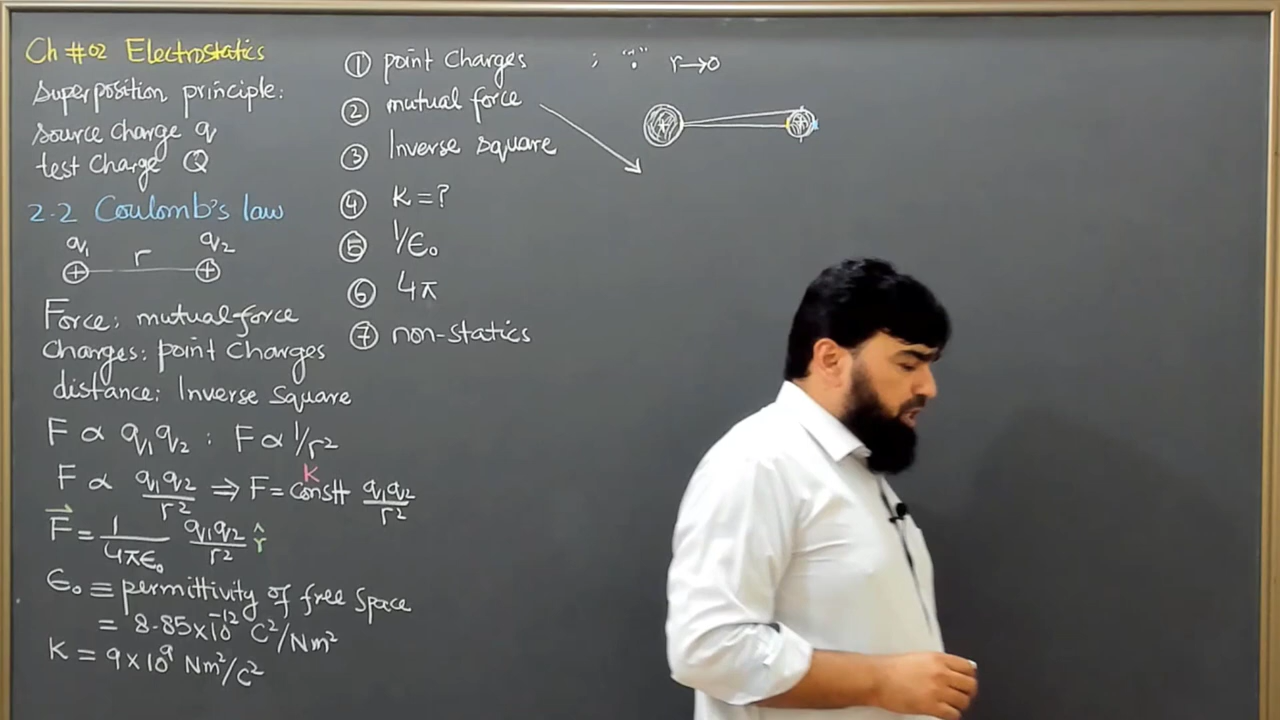 Ch #02 Electrostatics
Superposition principle:
Source charge q
test charge Q
2.2 Coulomb's law
q₁ r q₂
+ +
Force: mutual force
Charges: point Charges
distance: Inverse square
F ∝ q₁q₂ : F ∝ 1/r²
K
F ∝ q₁q₂/r² ⇒ F = constt q₁q₂/r²
F⃗ = 1/4πϵ₀ q₁q₂/r² r̂
ϵ₀ ≡ permittivity of free space
= 8.85×10⁻¹² C²/Nm²
K = 9×10⁹ Nm²/C²
① point charges ; "." r→0
② mutual force
③ Inverse square
④ K = ?
⑤ 1/ϵ₀
⑥ 4π
⑦ non-statics